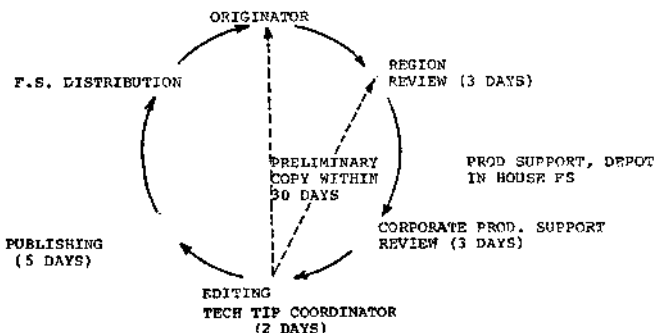 ORIGINATOR
REGION
REVIEW (3 DAYS)
F.S. DISTRIBUTION
PRELIMINARY
COPY WITHIN
30 DAYS
PROD SUPPORT, DEPOT
IN HOUSE FS
CORPORATE PROD. SUPPORT
REVIEW (3 DAYS)
PUBLISHING
(5 DAYS)
EDITING
TECH TIP COORDINATOR
(2 DAYS)